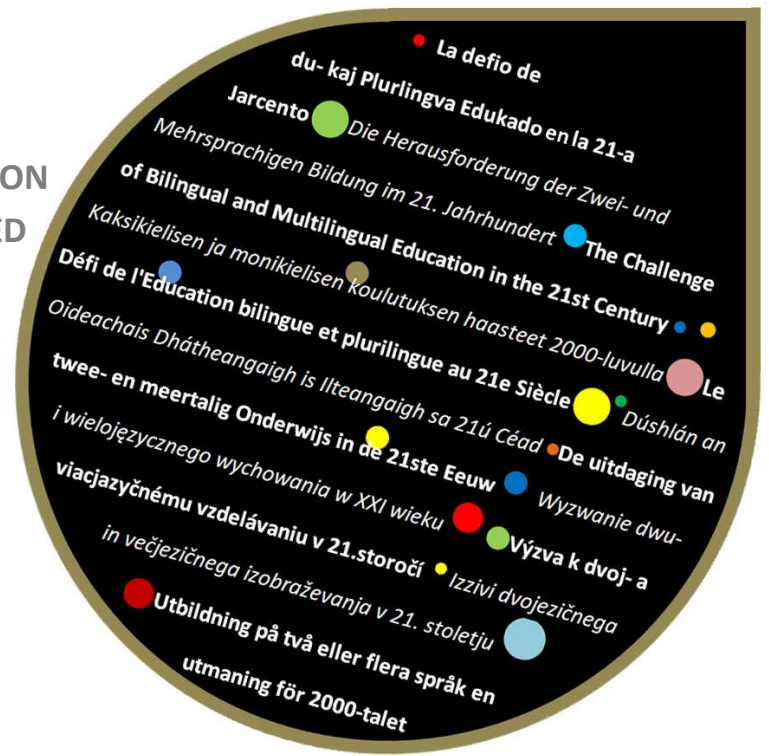 ON
ED
La defio de
du- kaj Plurlingva Edukado en la 21-a
Jarcento Die Herausforderung der Zwei- und
Mehrsprachigen Bildung im 21. Jahrhundert The Challenge
of Bilingual and Multilingual Education in the 21st Century
Kaksikielisen ja monikielisen koulutuksen haasteet 2000-luvulla Le
Défi de l'Education bilingue et plurilingue au 21e Siècle Dúshlán an
Oideachais Dhátheangaigh is Ilteangaigh sa 21ú Céad De uitdaging van
twee- en meertalig Onderwijs in de 21ste Eeuw Wyzwanie dwu-
i wielojęzycznego wychowania w XXI wieku Výzva k dvoj- a
viacjazyčnému vzdelávaniu v 21.storočí Izzivi dvojezičnega
in večjezičnega izobraževanja v 21. stoletju
Utbildning på två eller flera språk en
utmaning för 2000-talet